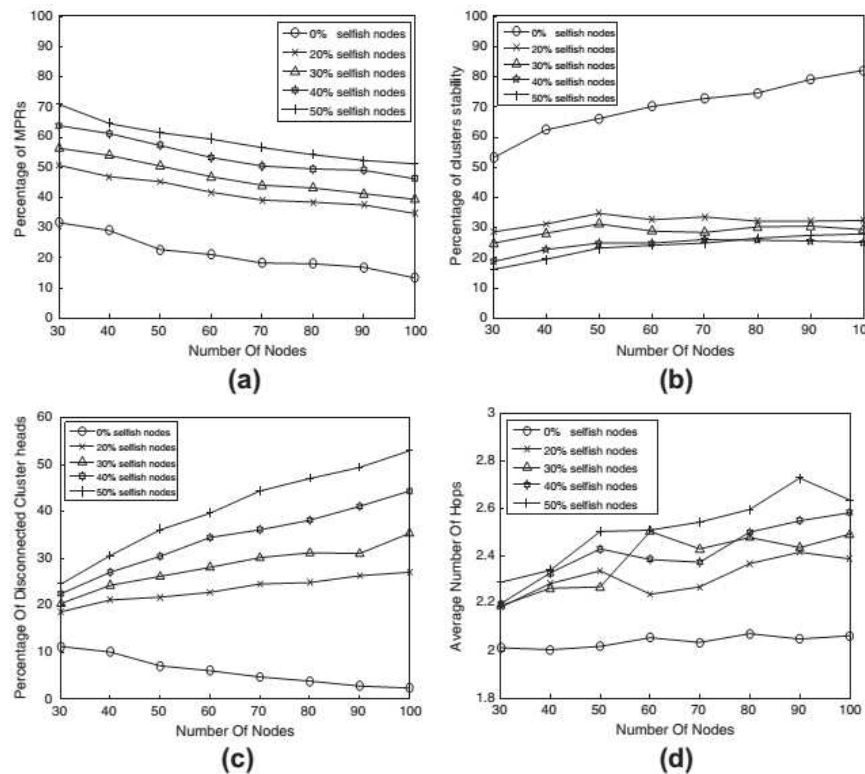 100
90
80
70
60
50
40
30
20
10
0
Percentage of MPRs
0% selfish nodes
20% selfish nodes
30% selfish nodes
40% selfish nodes
50% selfish nodes
30 40 50 60 70 80 90 100
Number Of Nodes
(a)
100
90
80
70
60
50
40
30
20
10
0
Percentage of clusters stability
0% selfish nodes
20% selfish nodes
30% selfish nodes
40% selfish nodes
50% selfish nodes
30 40 50 60 70 80 90 100
Number Of Nodes
(b)
60
50
40
30
20
10
0
Percentage Of Disconnected Cluster heads
0% selfish nodes
20% selfish nodes
30% selfish nodes
40% selfish nodes
50% selfish nodes
30 40 50 60 70 80 90 100
Number Of Nodes
(c)
3
2.8
2.6
2.4
2.2
2
1.8
Average Number Of Hops
0% selfish nodes
20% selfish nodes
30% selfish nodes
40% selfish nodes
50% selfish nodes
30 40 50 60 70 80 90 100
Number Of Nodes
(d)